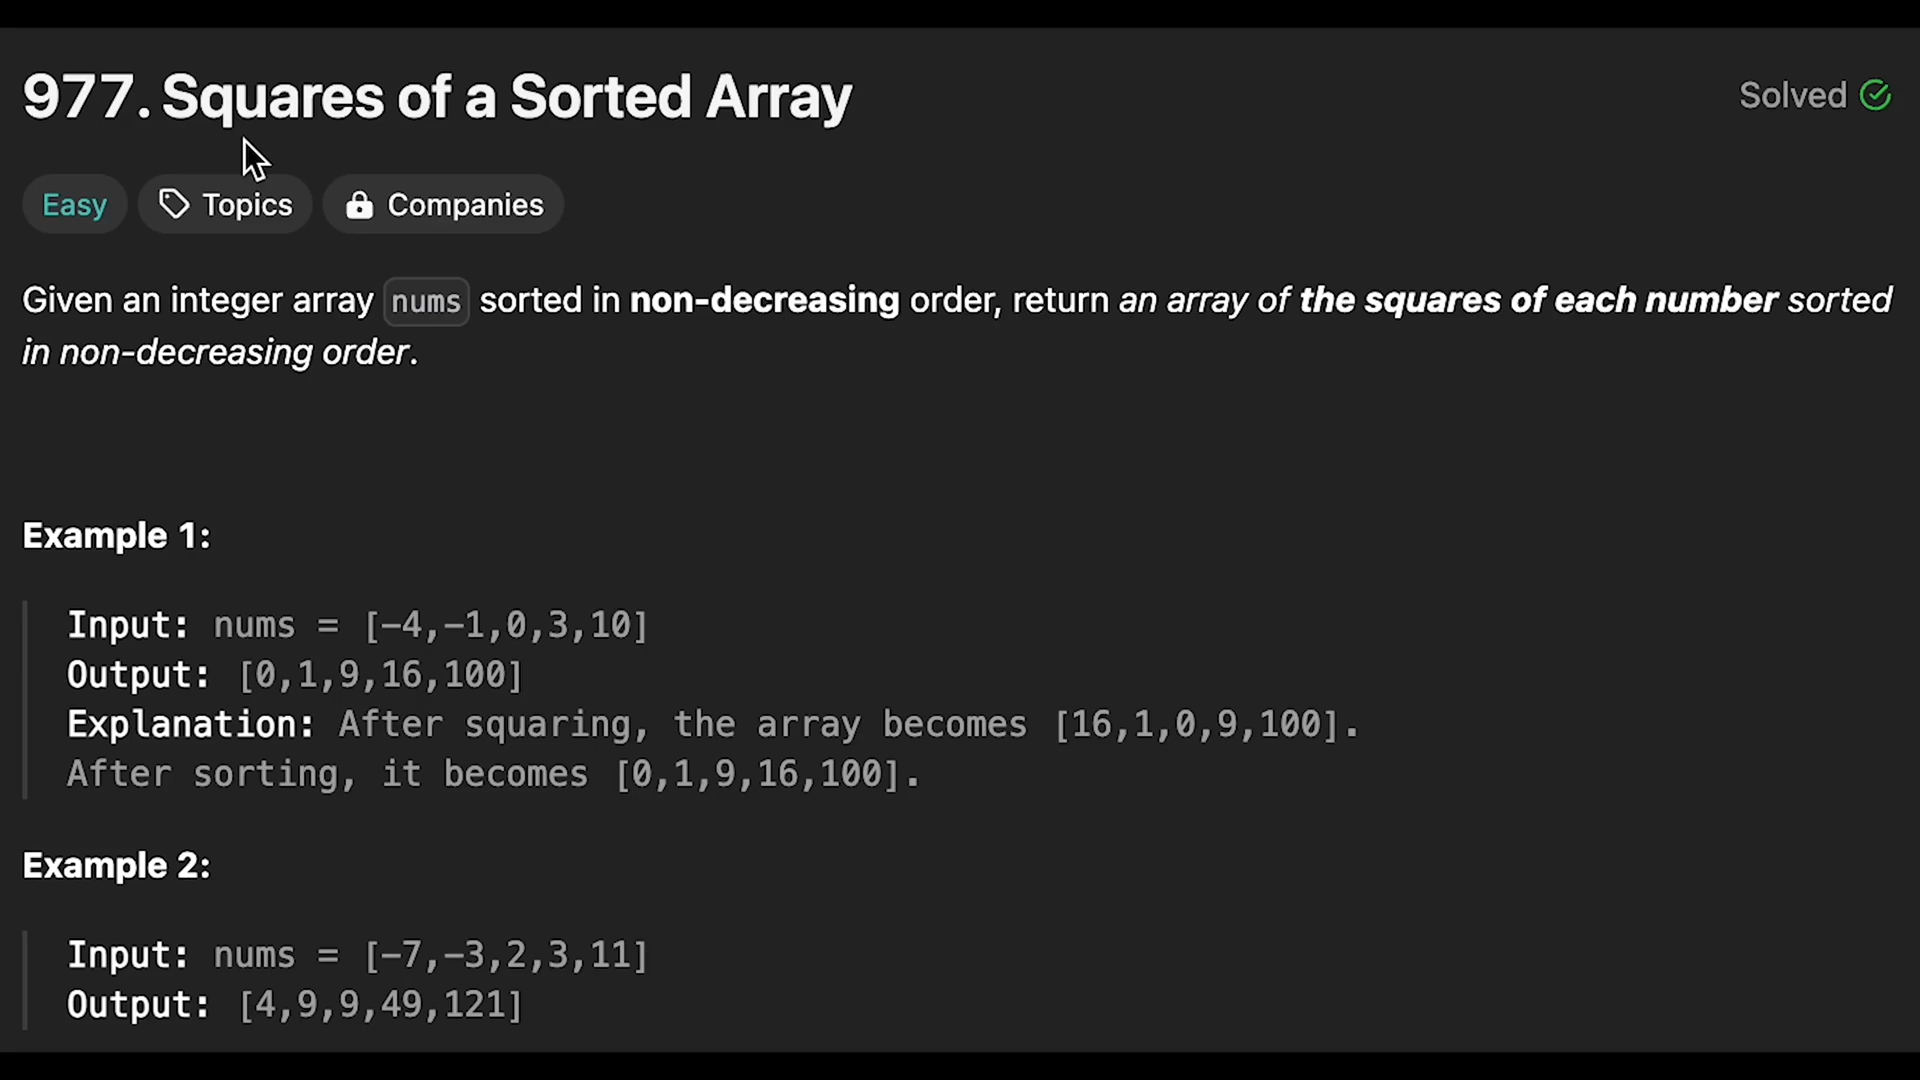 977. Squares of a Sorted Array
Solved
Easy
Topics
Companies
Given an integer array nums sorted in non-decreasing order, return an array of the squares of each number sorted
in non-decreasing order.
Example 1:
Input: nums = [-4,-1,0,3,10]
Output: [0,1,9,16,100]
Explanation: After squaring, the array becomes [16,1,0,9,100].
After sorting, it becomes [0,1,9,16,100].
Example 2:
Input: nums = [-7,-3,2,3,11]
Output: [4,9,9,49,121]